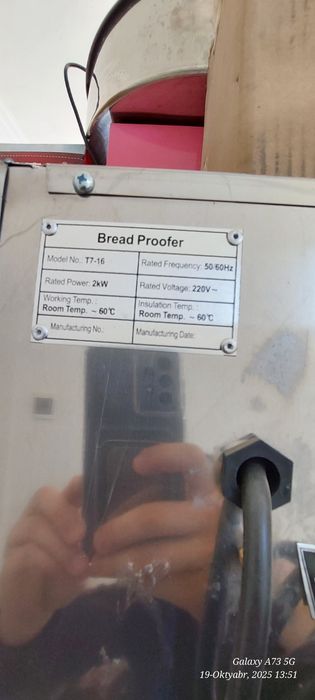 Bread Proofer
Model No.: T7-16
Rated Frequency: 50/60Hz
Rated Power: 2kW
Rated Voltage: 220V~
Working Temp. :
Room Temp. ~ 60℃
Insulation Temp. :
Room Temp. ~ 60℃
Manufacturing No.:
Manufacturing Date:
Galaxy A73 5G
19-Oktyabr, 2025 13:51